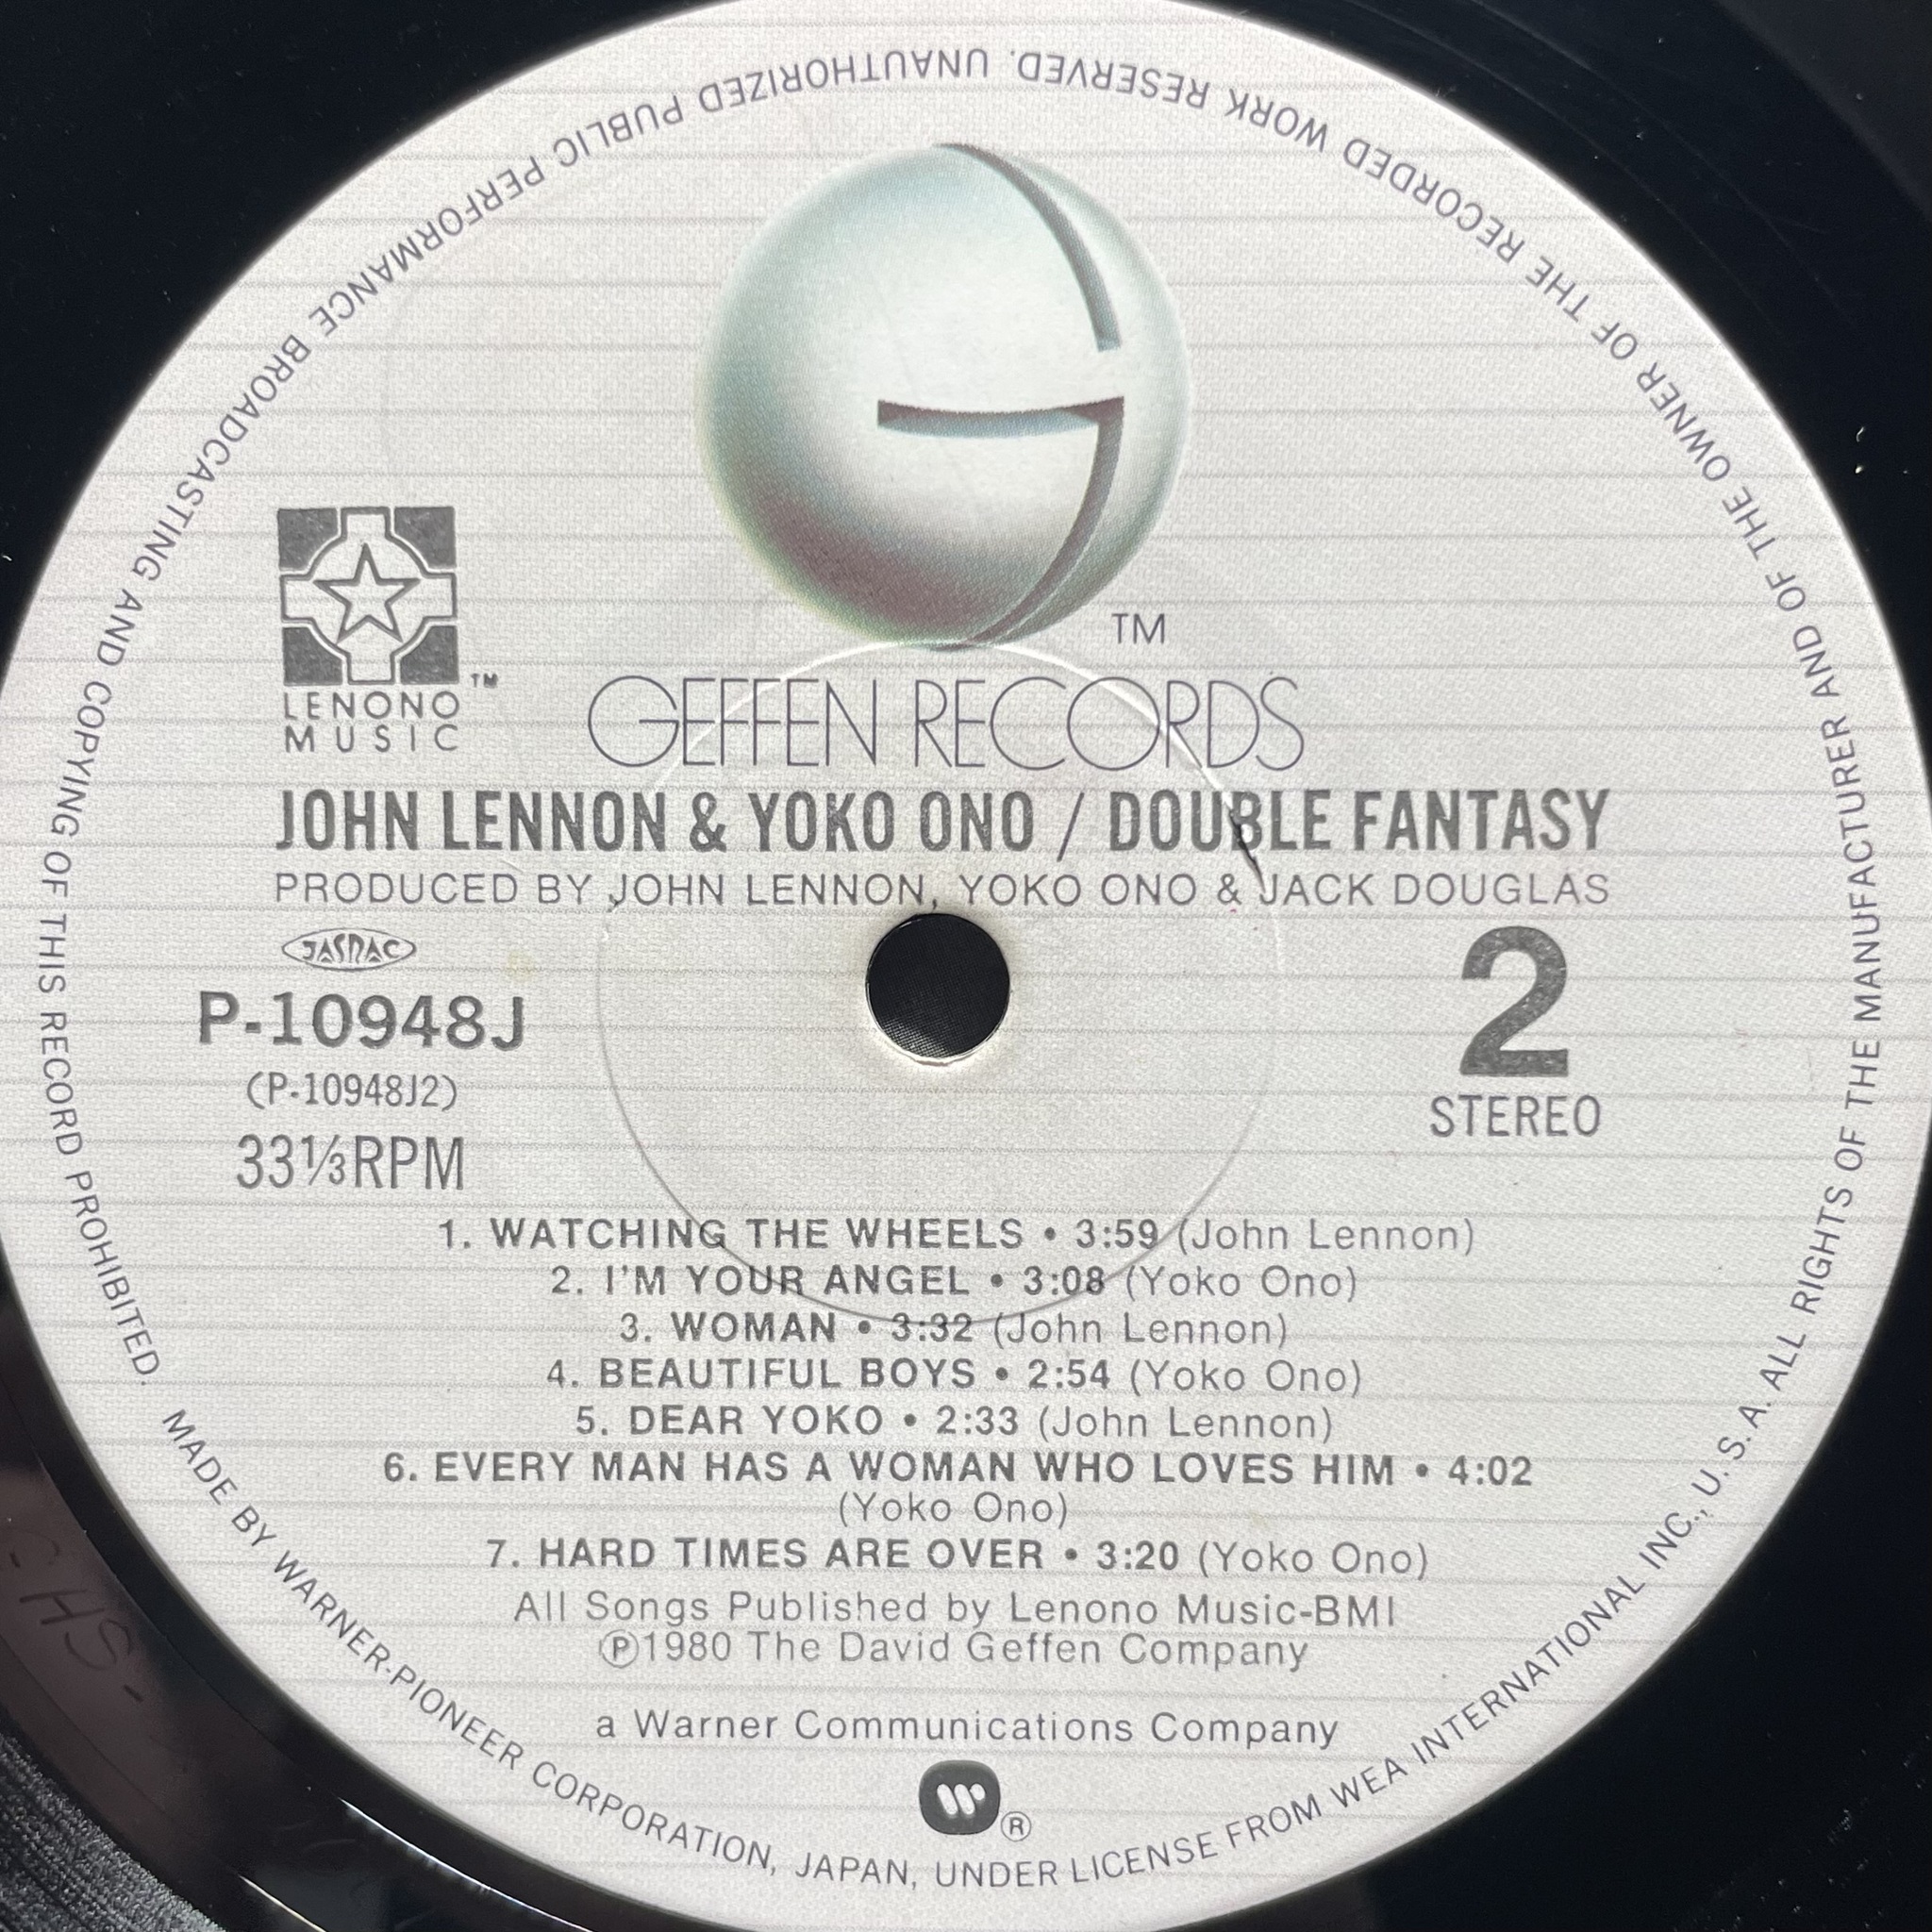 TM
LENONO
MUSIC
TM
GEFFEN RECORDS
JOHN LENNON & YOKO ONO / DOUBLE FANTASY
PRODUCED BY JOHN LENNON, YOKO ONO & JACK DOUGLAS
JASRAC
P-10948J
(P-10948J2)
33⅓RPM
2
STEREO
1. WATCHING THE WHEELS • 3:59 (John Lennon)
2. I'M YOUR ANGEL • 3:08 (Yoko Ono)
3. WOMAN • 3:32 (John Lennon)
4. BEAUTIFUL BOYS • 2:54 (Yoko Ono)
5. DEAR YOKO • 2:33 (John Lennon)
6. EVERY MAN HAS A WOMAN WHO LOVES HIM • 4:02
(Yoko Ono)
7. HARD TIMES ARE OVER • 3:20 (Yoko Ono)
All Songs Published by Lenono Music-BMI
℗1980 The David Geffen Company
a Warner Communications Company
W®
MADE BY WARNER-PIONEER CORPORATION, JAPAN, UNDER LICENSE FROM WEA INTERNATIONAL INC., U. S. A. ALL RIGHTS OF THE MANUFACTURER AND OF THE OWNER OF THE RECORDED WORK RESERVED. UNAUTHORIZED PUBLIC PERFORMANCE BROADCASTING AND COPYING OF THIS RECORD PROHIBITED.